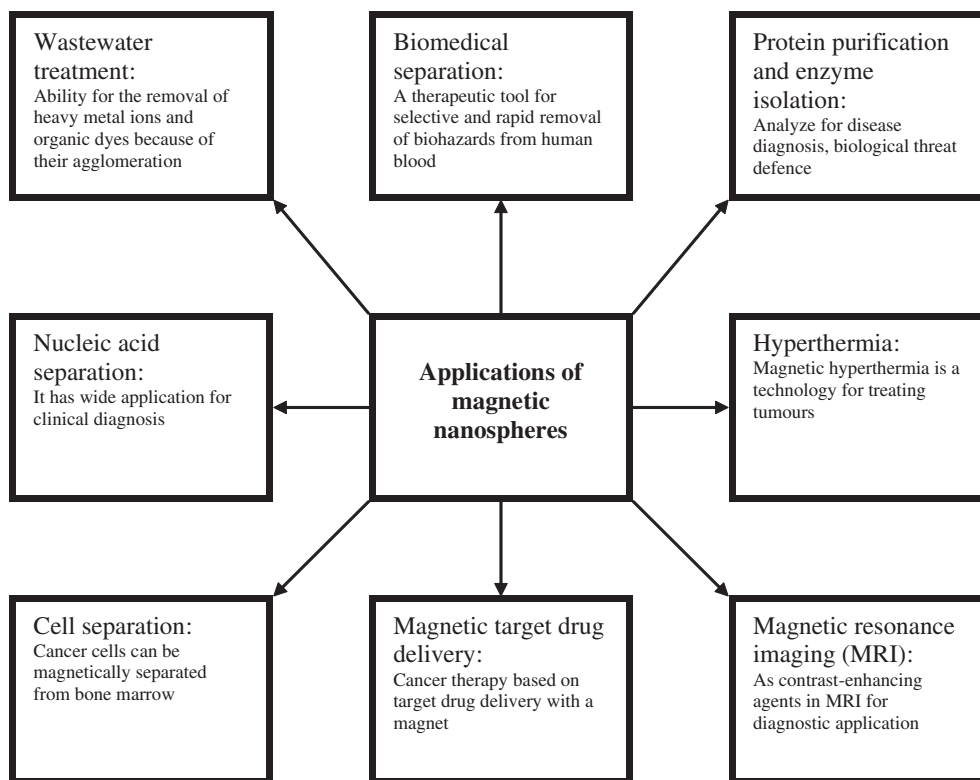 Wastewater
treatment:
Ability for the removal of
heavy metal ions and
organic dyes because of
their agglomeration
Biomedical
separation:
A therapeutic tool for
selective and rapid removal
of biohazards from human
blood
Protein purification
and enzyme
isolation:
Analyze for disease
diagnosis, biological threat
defence
Nucleic acid
separation:
It has wide application for
clinical diagnosis
Applications of
magnetic
nanospheres
Hyperthermia:
Magnetic hyperthermia is a
technology for treating
tumours
Cell separation:
Cancer cells can be
magnetically separated
from bone marrow
Magnetic target drug
delivery:
Cancer therapy based on
target drug delivery with a
magnet
Magnetic resonance
imaging (MRI):
As contrast-enhancing
agents in MRI for
diagnostic application